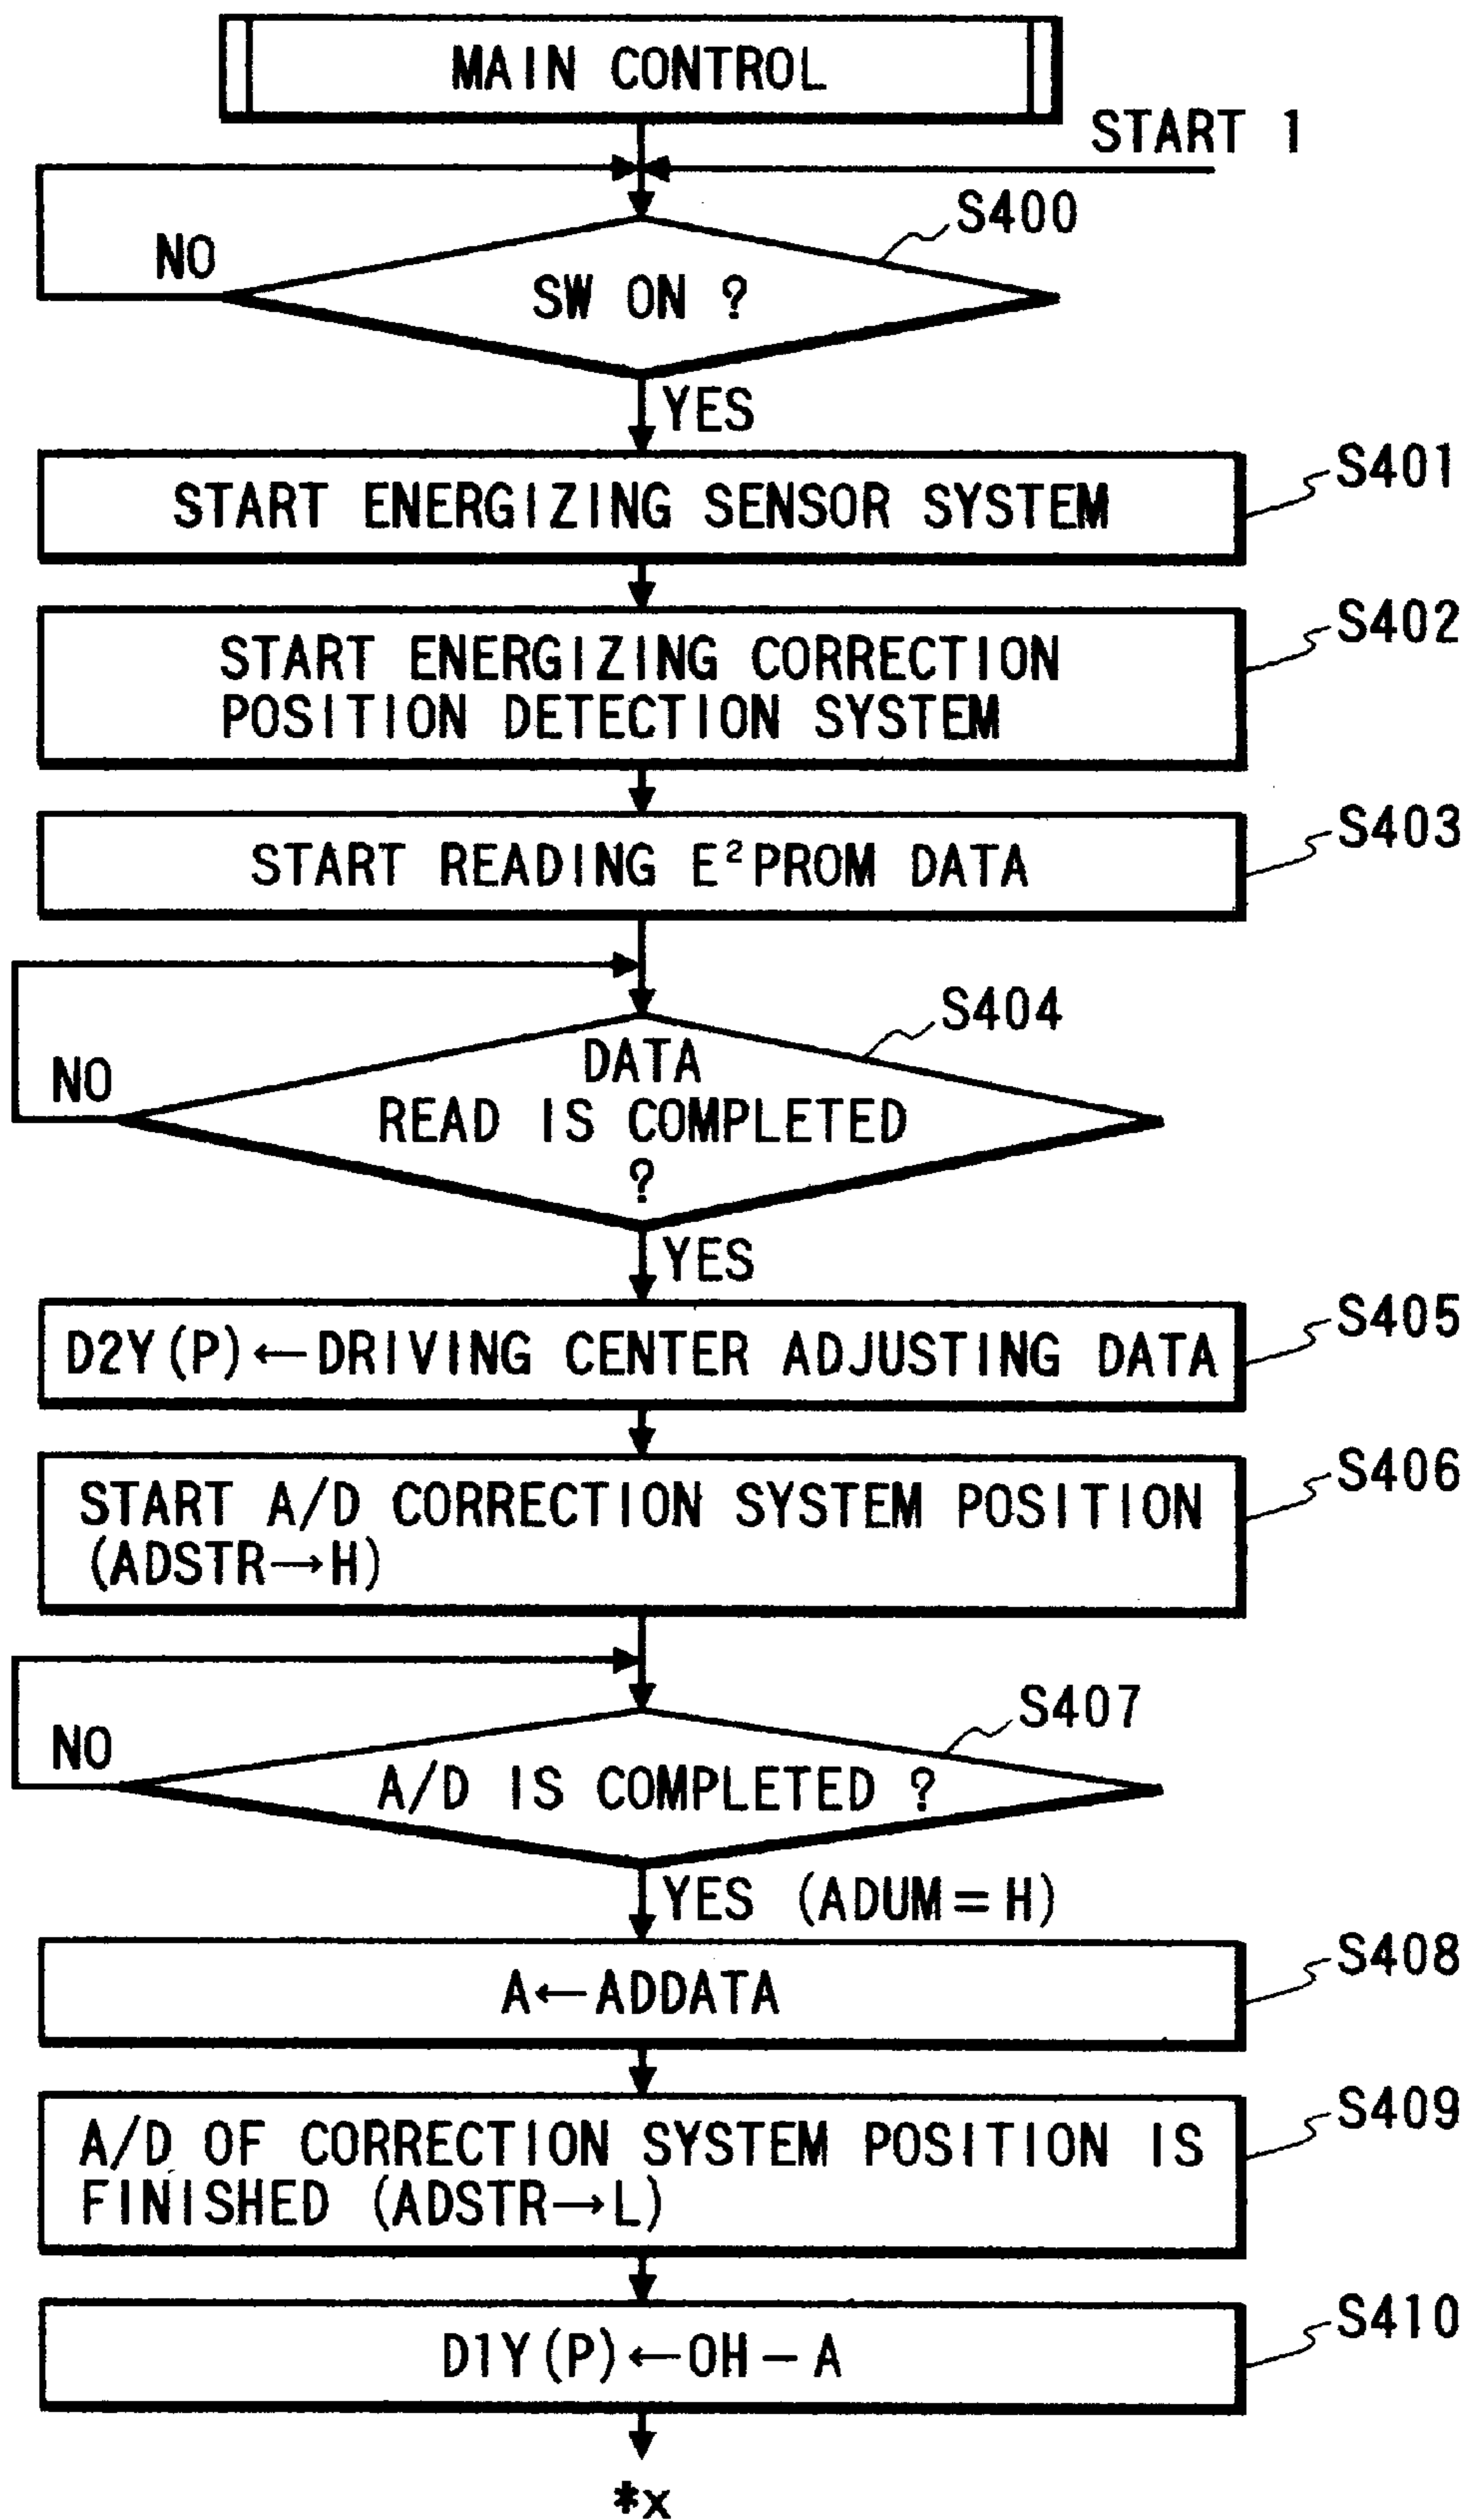 MAIN CONTROL
START 1
S400
NO
SW ON ?
YES
S401
START ENERGIZING SENSOR SYSTEM
S402
START ENERGIZING CORRECTION
POSITION DETECTION SYSTEM
S403
START READING E²PROM DATA
S404
NO
DATA
READ IS COMPLETED
?
YES
S405
D2Y(P)←DRIVING CENTER ADJUSTING DATA
S406
START A/D CORRECTION SYSTEM POSITION
(ADSTR→H)
S407
NO
A/D IS COMPLETED ?
YES (ADUM=H)
S408
A←ADDATA
S409
A/D OF CORRECTION SYSTEM POSITION IS
FINISHED (ADSTR→L)
S410
D1Y(P)←OH-A
*x